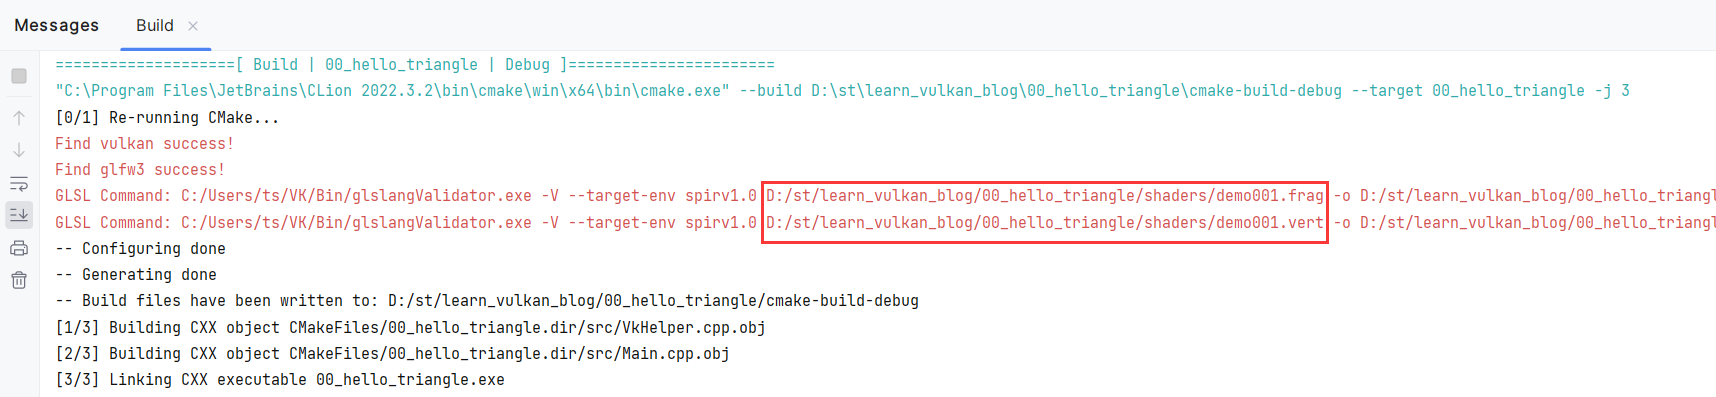 Messages Build ×
====================[ Build | 00_hello_triangle | Debug ]=======================
"C:\Program Files\JetBrains\CLion 2022.3.2\bin\cmake\win\x64\bin\cmake.exe" --build D:\st\learn_vulkan_blog\00_hello_triangle\cmake-build-debug --target 00_hello_triangle -j 3
[0/1] Re-running CMake...
Find vulkan success!
Find glfw3 success!
GLSL Command: C:/Users/ts/VK/Bin/glslangValidator.exe -V --target-env spirv1.0 D:/st/learn_vulkan_blog/00_hello_triangle/shaders/demo001.frag -o D:/st/learn_vulkan_blog/00_hello_triangl
GLSL Command: C:/Users/ts/VK/Bin/glslangValidator.exe -V --target-env spirv1.0 D:/st/learn_vulkan_blog/00_hello_triangle/shaders/demo001.vert -o D:/st/learn_vulkan_blog/00_hello_triangl
-- Configuring done
-- Generating done
-- Build files have been written to: D:/st/learn_vulkan_blog/00_hello_triangle/cmake-build-debug
[1/3] Building CXX object CMakeFiles/00_hello_triangle.dir/src/VkHelper.cpp.obj
[2/3] Building CXX object CMakeFiles/00_hello_triangle.dir/src/Main.cpp.obj
[3/3] Linking CXX executable 00_hello_triangle.exe